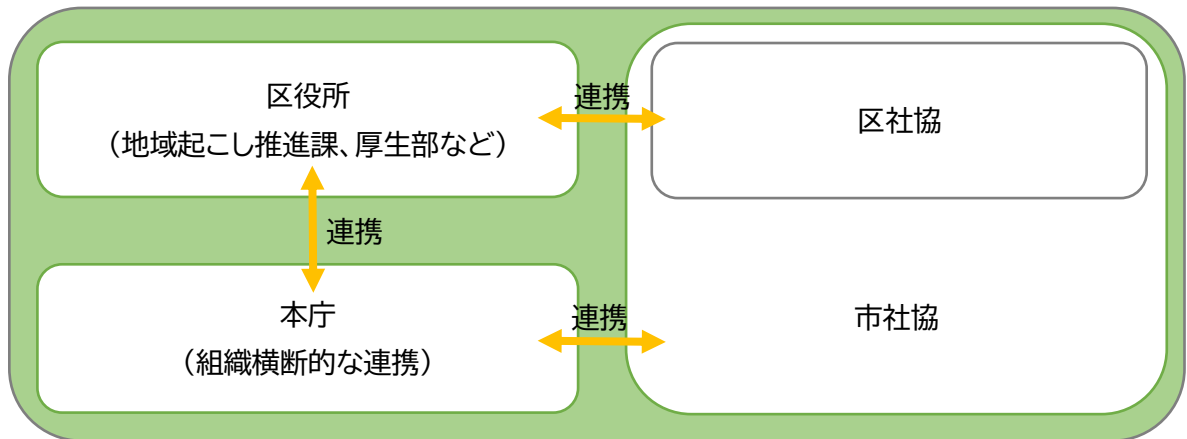 区役所
（地域起こし推進課、厚生部など）
連携
区社協
連携
本庁
（組織横断的な連携）
連携
市社協